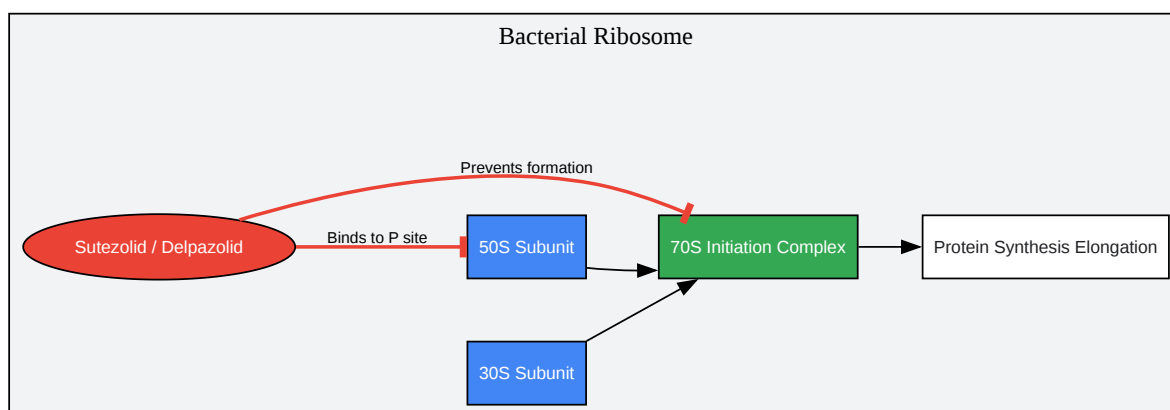 Bacterial Ribosome
Prevents formation
Sutezolid / Delpazolid
Binds to P site
50S Subunit
70S Initiation Complex
Protein Synthesis Elongation
30S Subunit